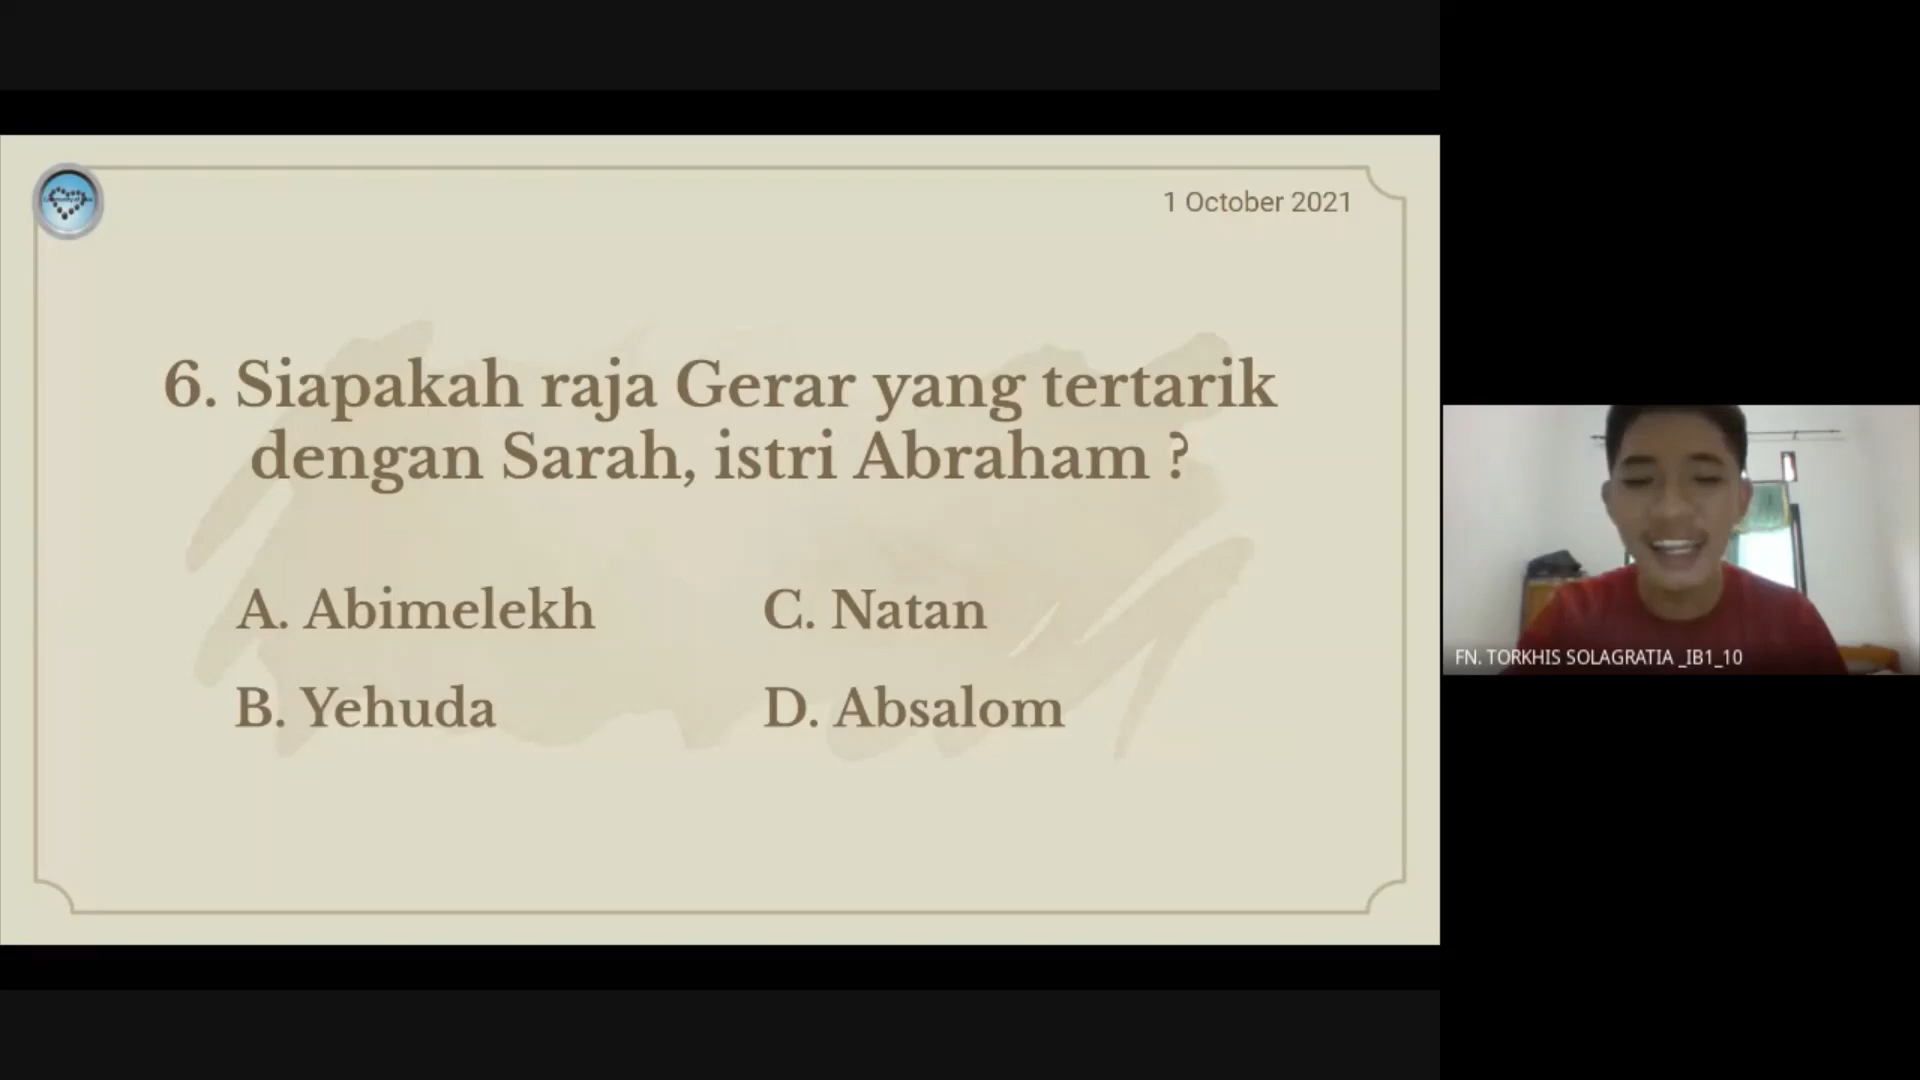 1 October 2021
6. Siapakah raja Gerar yang tertarik
dengan Sarah, istri Abraham ?
A. Abimelekh
C. Natan
B. Yehuda
D. Absalom
FN. TORKHIS SOLAGRATIA _IB1_10